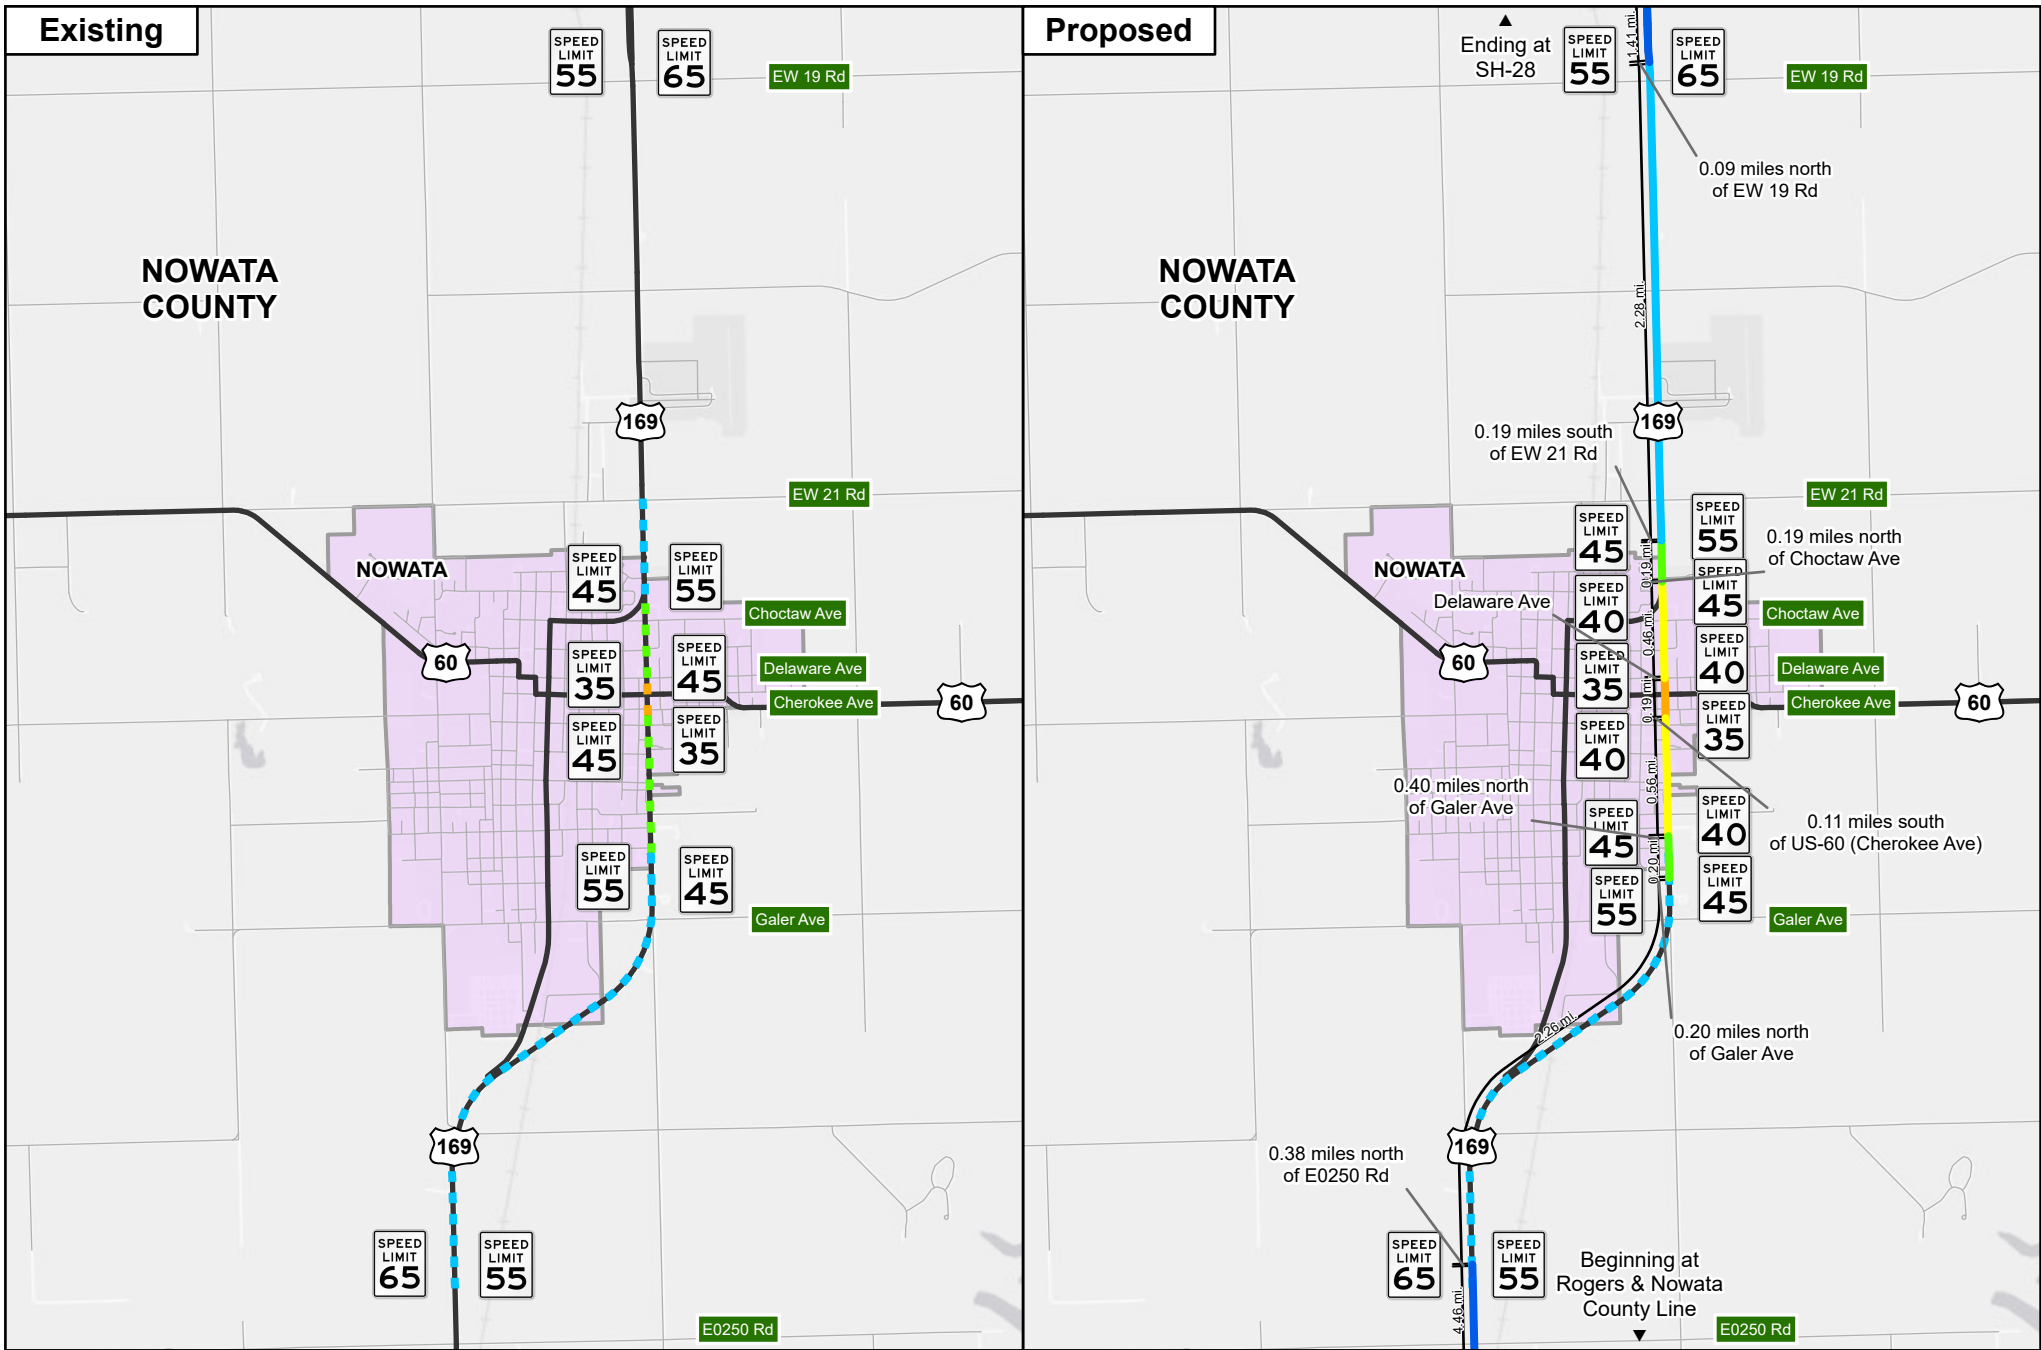 Existing
SPEED
LIMIT
55
SPEED
LIMIT
65
EW 19 Rd
NOWATA
COUNTY
169
EW 21 Rd
NOWATA
SPEED
LIMIT
45
SPEED
LIMIT
55
Choctaw Ave
60
SPEED
LIMIT
35
SPEED
LIMIT
45
Delaware Ave
Cherokee Ave
60
SPEED
LIMIT
45
SPEED
LIMIT
35
SPEED
LIMIT
55
SPEED
LIMIT
45
Galer Ave
169
SPEED
LIMIT
65
SPEED
LIMIT
55
E0250 Rd
Proposed
Ending at
SH-28
SPEED
LIMIT
55
1.41 mi.
SPEED
LIMIT
65
EW 19 Rd
0.09 miles north
of EW 19 Rd
NOWATA
COUNTY
2.28 mi.
169
0.19 miles south
of EW 21 Rd
EW 21 Rd
SPEED
LIMIT
45
SPEED
LIMIT
55
0.19 miles north
of Choctaw Ave
0.19 mi.
NOWATA
SPEED
LIMIT
40
SPEED
LIMIT
45
Delaware Ave
Choctaw Ave
0.46 mi.
60
SPEED
LIMIT
35
SPEED
LIMIT
40
Delaware Ave
0.19 mi.
Cherokee Ave
60
SPEED
LIMIT
40
SPEED
LIMIT
35
0.56 mi.
0.40 miles north
of Galer Ave
SPEED
LIMIT
45
SPEED
LIMIT
40
0.11 miles south
of US-60 (Cherokee Ave)
0.20 mi.
SPEED
LIMIT
55
SPEED
LIMIT
45
Galer Ave
2.26 mi.
0.20 miles north
of Galer Ave
169
0.38 miles north
of E0250 Rd
SPEED
LIMIT
65
SPEED
LIMIT
55
4.46 mi.
Beginning at
Rogers & Nowata
County Line
E0250 Rd